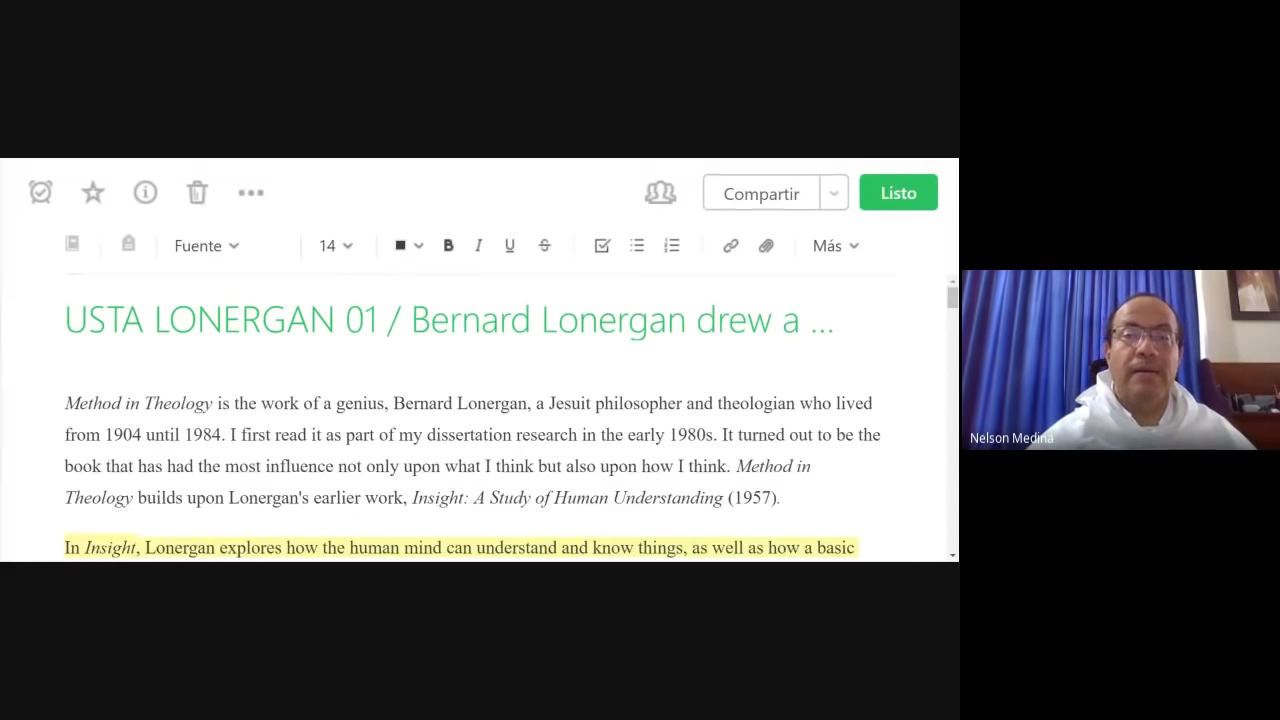 Compartir
Listo
Fuente
14
B I U S
Más
USTA LONERGAN 01 / Bernard Lonergan drew a ...
Method in Theology is the work of a genius, Bernard Lonergan, a Jesuit philosopher and theologian who lived
from 1904 until 1984. I first read it as part of my dissertation research in the early 1980s. It turned out to be the
book that has had the most influence not only upon what I think but also upon how I think. Method in
Theology builds upon Lonergan's earlier work, Insight: A Study of Human Understanding (1957).
In Insight, Lonergan explores how the human mind can understand and know things, as well as how a basic
Nelson Medina